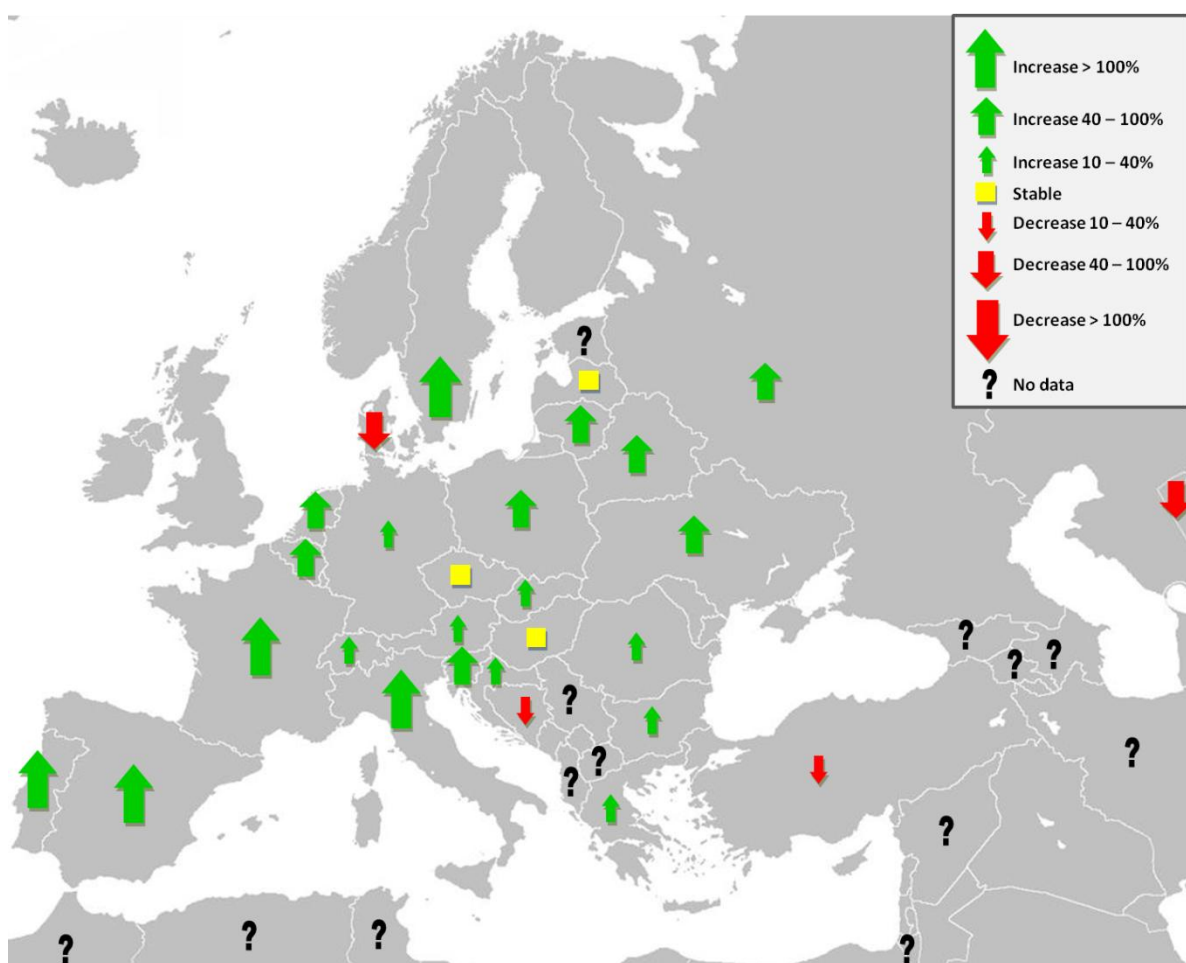 Increase > 100%
Increase 40 – 100%
Increase 10 – 40%
Stable
Decrease 10 – 40%
Decrease 40 – 100%
Decrease > 100%
? No data
?
?
?
?
?
?
?
?
?
?
?
?
?